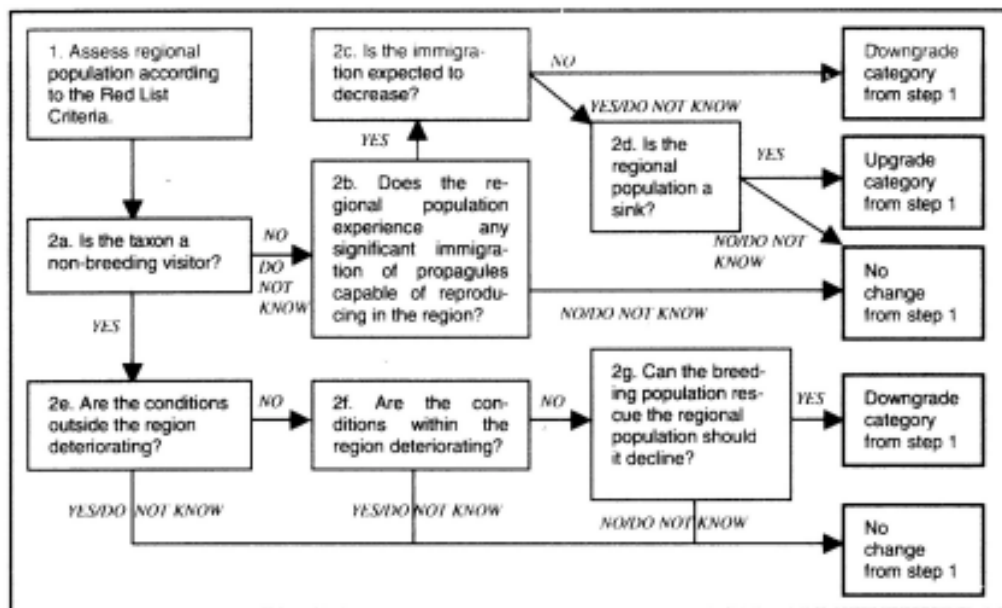 1. Assess regional
population according
to the Red List
Criteria.
2c. Is the immigra-
tion expected to
decrease?
NO
Downgrade
category
from step 1
YES/DO NOT KNOW
YES
2d. Is the
regional
population a
sink?
YES
Upgrade
category
from step 1
2a. Is the taxon a
non-breeding visitor?
NO
DO
NOT
KNOW
2b. Does the re-
gional population
experience any
significant immigra-
tion of propagules
capable of reprodu-
cing in the region?
NO/DO NOT
KNOW
NO/DO NOT KNOW
No
change
from step 1
YES
2e. Are the conditions
outside the region
deteriorating?
NO
2f. Are the con-
ditions within the
region deteriorating?
NO
2g. Can the breed-
ing population res-
cue the regional
population should
it decline?
YES
Downgrade
category
from step 1
YES/DO NOT KNOW
YES/DO NOT KNOW
NO/DO NOT KNOW
No
change
from step 1